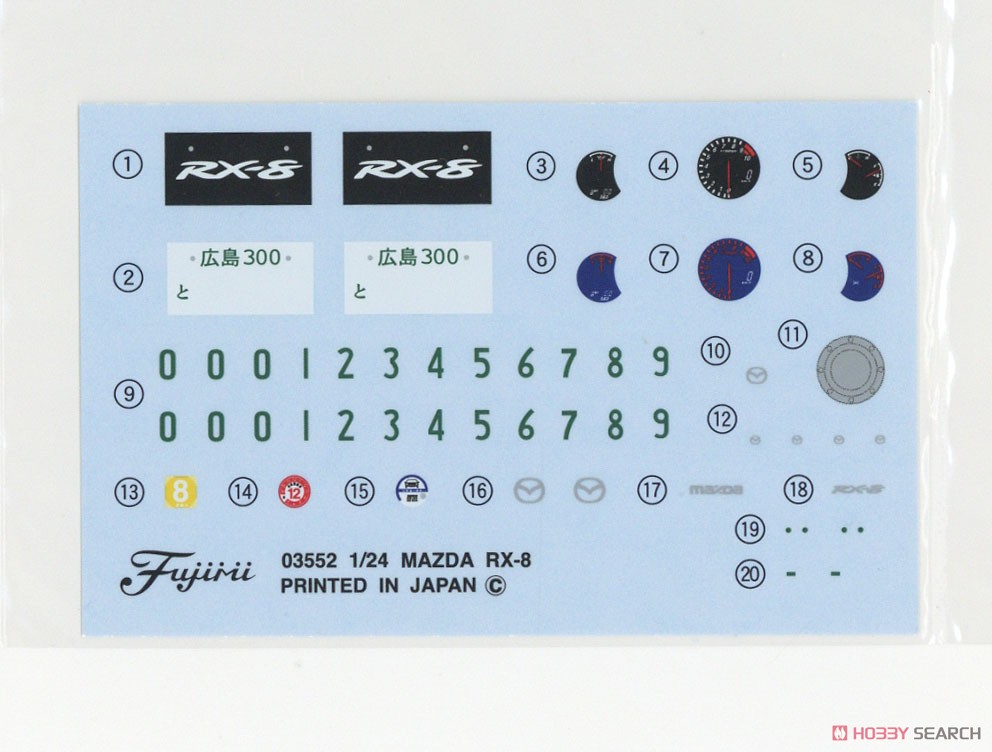 ① RX-8 RX-8 ③ ④ ⑤
② 広島300 広島300 ⑥ ⑦ ⑧
と と
⑨ 0 0 0 1 2 3 4 5 6 7 8 9 ⑩ ⑪
0 0 0 1 2 3 4 5 6 7 8 9 ⑫
⑬ 8 ⑭ 12 ⑮ ⑯ ⑰ mazda ⑱ RX-8
⑲
⑳
Fujimi 03552 1/24 MAZDA RX-8
PRINTED IN JAPAN ©
HOBBY SEARCH